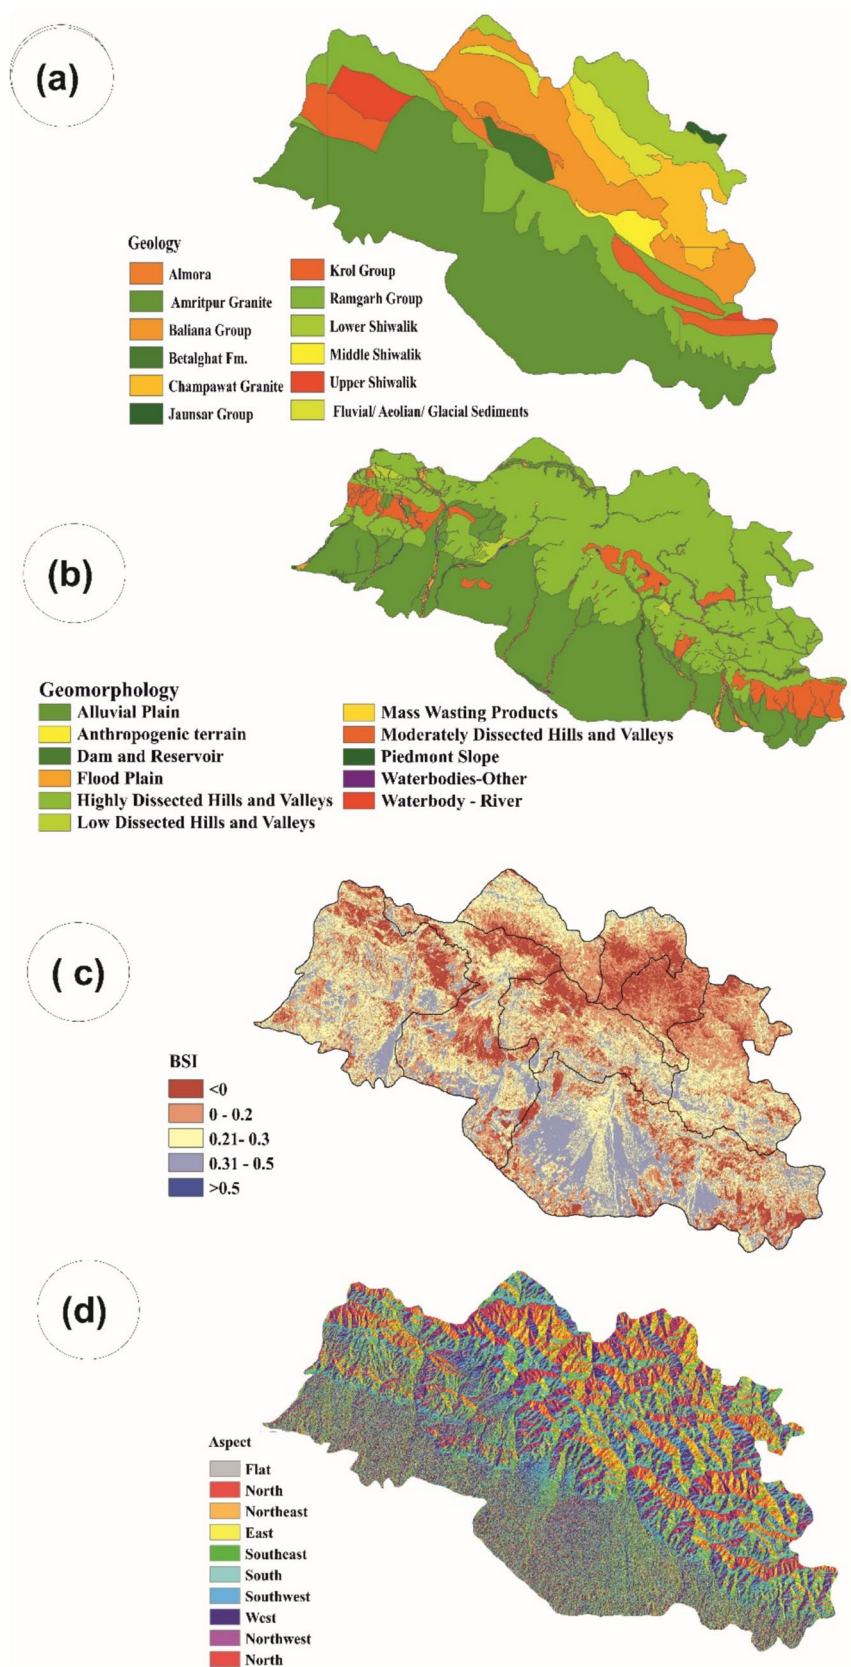 (a)
Geology
Almora
Amritpur Granite
Baliana Group
Betalghat Fm.
Champawat Granite
Jaunsar Group
Krol Group
Ramgarh Group
Lower Shiwalik
Middle Shiwalik
Upper Shiwalik
Fluvial/ Aeolian/ Glacial Sediments
(b)
Geomorphology
Alluvial Plain
Anthropogenic terrain
Dam and Reservoir
Flood Plain
Highly Dissected Hills and Valleys
Low Dissected Hills and Valleys
Mass Wasting Products
Moderately Dissected Hills and Valleys
Piedmont Slope
Waterbodies-Other
Waterbody - River
( c)
BSI
<0
0 - 0.2
0.21- 0.3
0.31 - 0.5
>0.5
(d)
Aspect
Flat
North
Northeast
East
Southeast
South
Southwest
West
Northwest
North